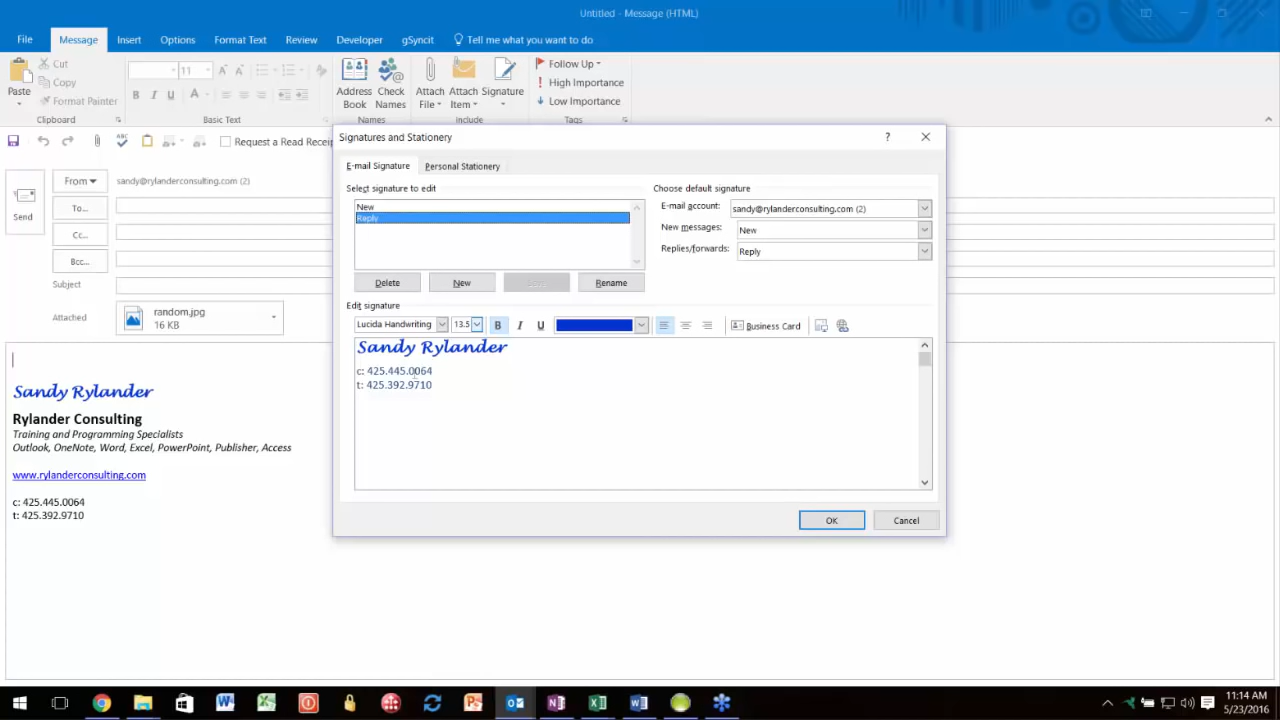 Untitled - Message (HTML)
File Message Insert Options Format Text Review Developer gSyncit Tell me what you want to do
Paste
Cut
Copy
Format Painter
Clipboard
11
B I U A
Basic Text
Address Book
Check Names
Names
Attach File
Attach Item
Signature
Include
Follow Up
High Importance
Low Importance
Tags
Request a Read Receip
Send
From
sandy@rylanderconsulting.com (2)
To...
Cc...
Bcc...
Subject
Attached
random.jpg
16 KB
Sandy Rylander
Rylander Consulting
Training and Programming Specialists
Outlook, OneNote, Word, Excel, PowerPoint, Publisher, Access
www.rylanderconsulting.com
c: 425.445.0064
t: 425.392.9710
Signatures and Stationery
E-mail Signature Personal Stationery
Select signature to edit
New
Reply
Delete New Save Rename
Choose default signature
E-mail account: sandy@rylanderconsulting.com (2)
New messages: New
Replies/forwards: Reply
Edit signature
Lucida Handwriting 13.5 B I U Business Card
Sandy Rylander
c: 425.445.0064
t: 425.392.9710
OK Cancel
11:14 AM
5/23/2016